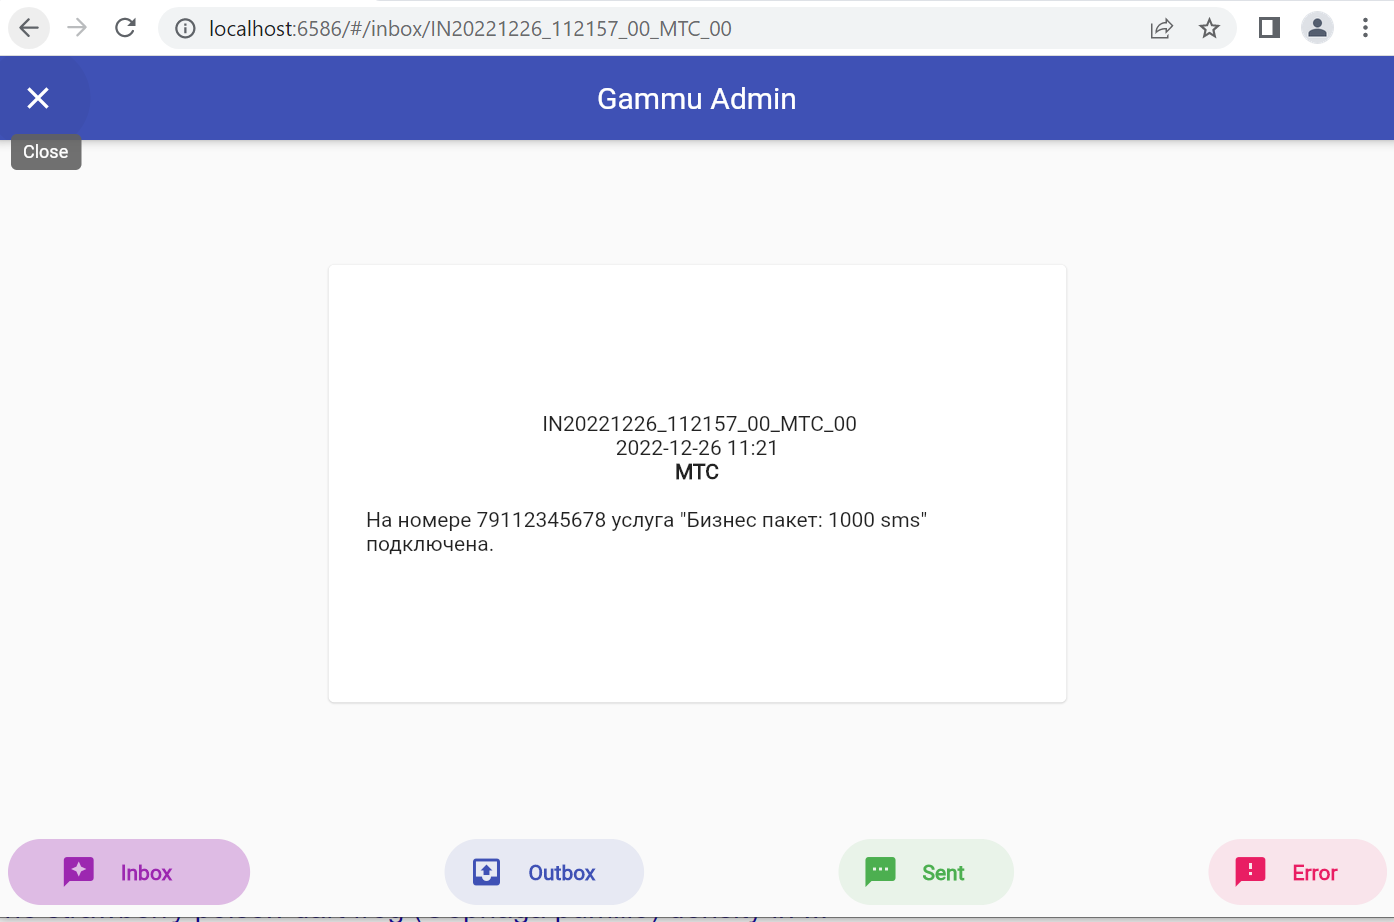 localhost:6586/#/inbox/IN20221226_112157_00_MTC_00
Gammu Admin
Close
IN20221226_112157_00_MTC_00
2022-12-26 11:21
MTC
На номере 79112345678 услуга "Бизнес пакет: 1000 sms"
подключена.
Inbox
Outbox
Sent
Error